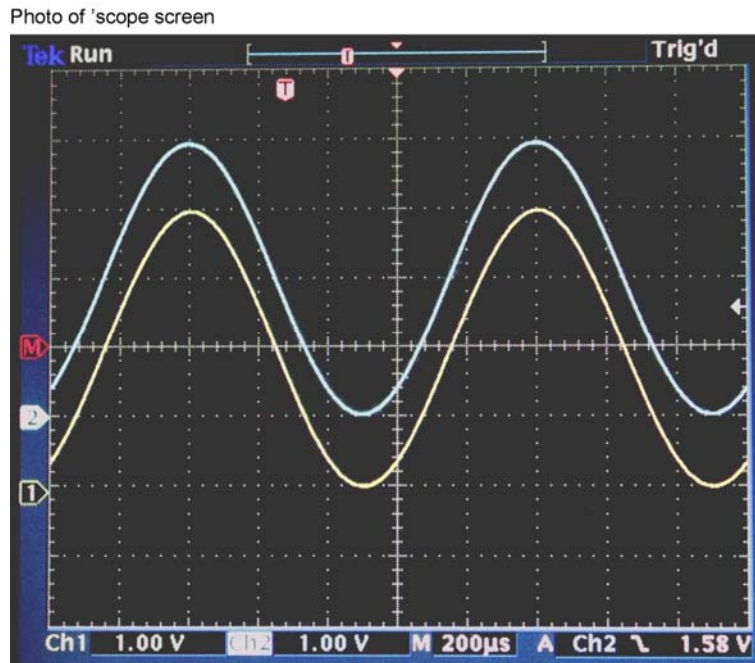 Photo of 'scope screen
Tek Run Trig'd
T
T
M
2
1
Ch1 1.00 V Ch2 1.00 V M 200µs A Ch2 1.58 V